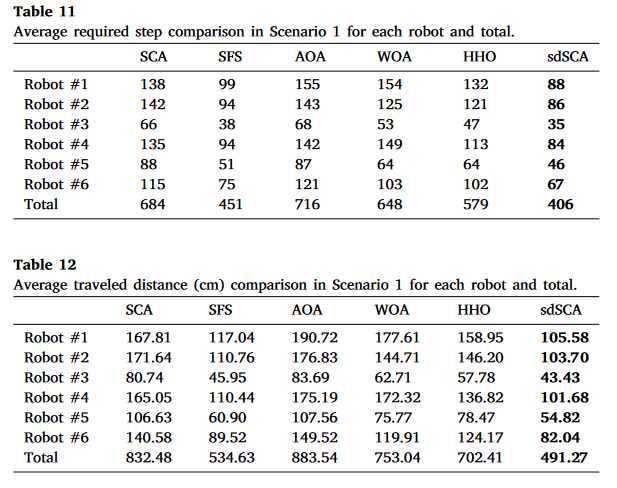 Table 11
Average required step comparison in Scenario 1 for each robot and total.
SCA SFS AOA WOA HHO sdSCA
Robot #1 138 99 155 154 132 88
Robot #2 142 94 143 125 121 86
Robot #3 66 38 68 53 47 35
Robot #4 135 94 142 149 113 84
Robot #5 88 51 87 64 64 46
Robot #6 115 75 121 103 102 67
Total 684 451 716 648 579 406
Table 12
Average traveled distance (cm) comparison in Scenario 1 for each robot and total.
SCA SFS AOA WOA HHO sdSCA
Robot #1 167.81 117.04 190.72 177.61 158.95 105.58
Robot #2 171.64 110.76 176.83 144.71 146.20 103.70
Robot #3 80.74 45.95 83.69 62.71 57.78 43.43
Robot #4 165.05 110.44 175.19 172.32 136.82 101.68
Robot #5 106.63 60.90 107.56 75.77 78.47 54.82
Robot #6 140.58 89.52 149.52 119.91 124.17 82.04
Total 832.48 534.63 883.54 753.04 702.41 491.27